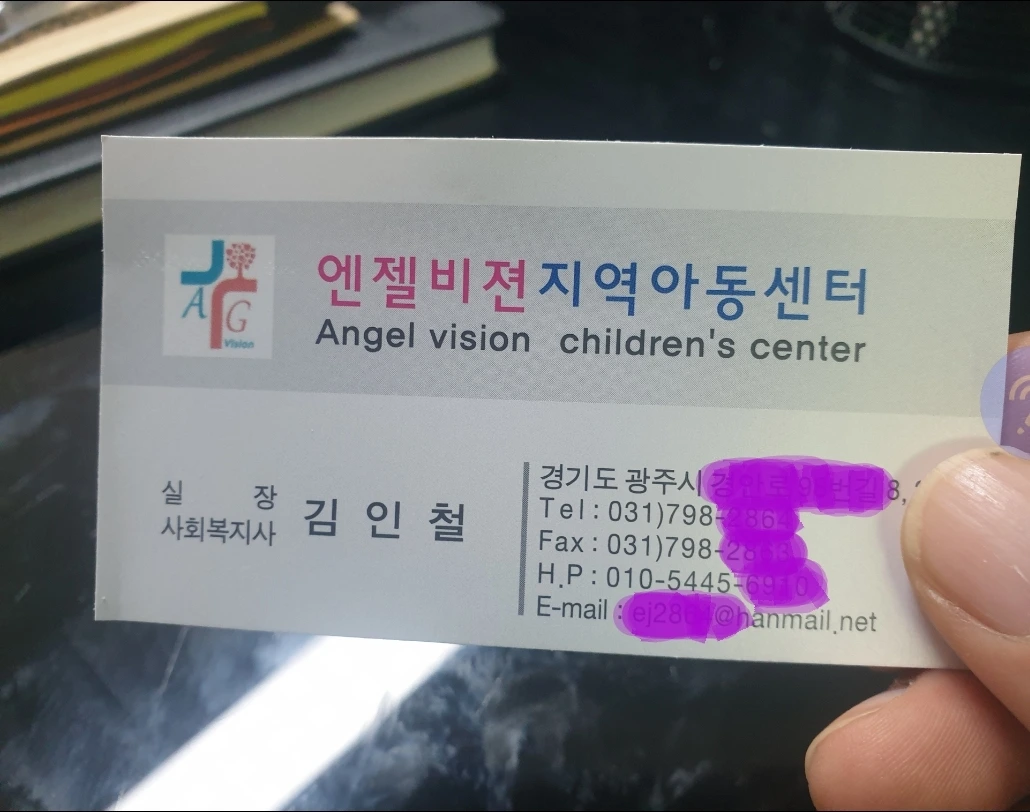 A G
Vision
엔젤비젼지역아동센터
Angel vision children's center
실 장
사회복지사 김 인 철
경기도 광주시
Tel : 031)798-
Fax : 031)798-
H.P : 010-5445-
E-mail : @hanmail.net